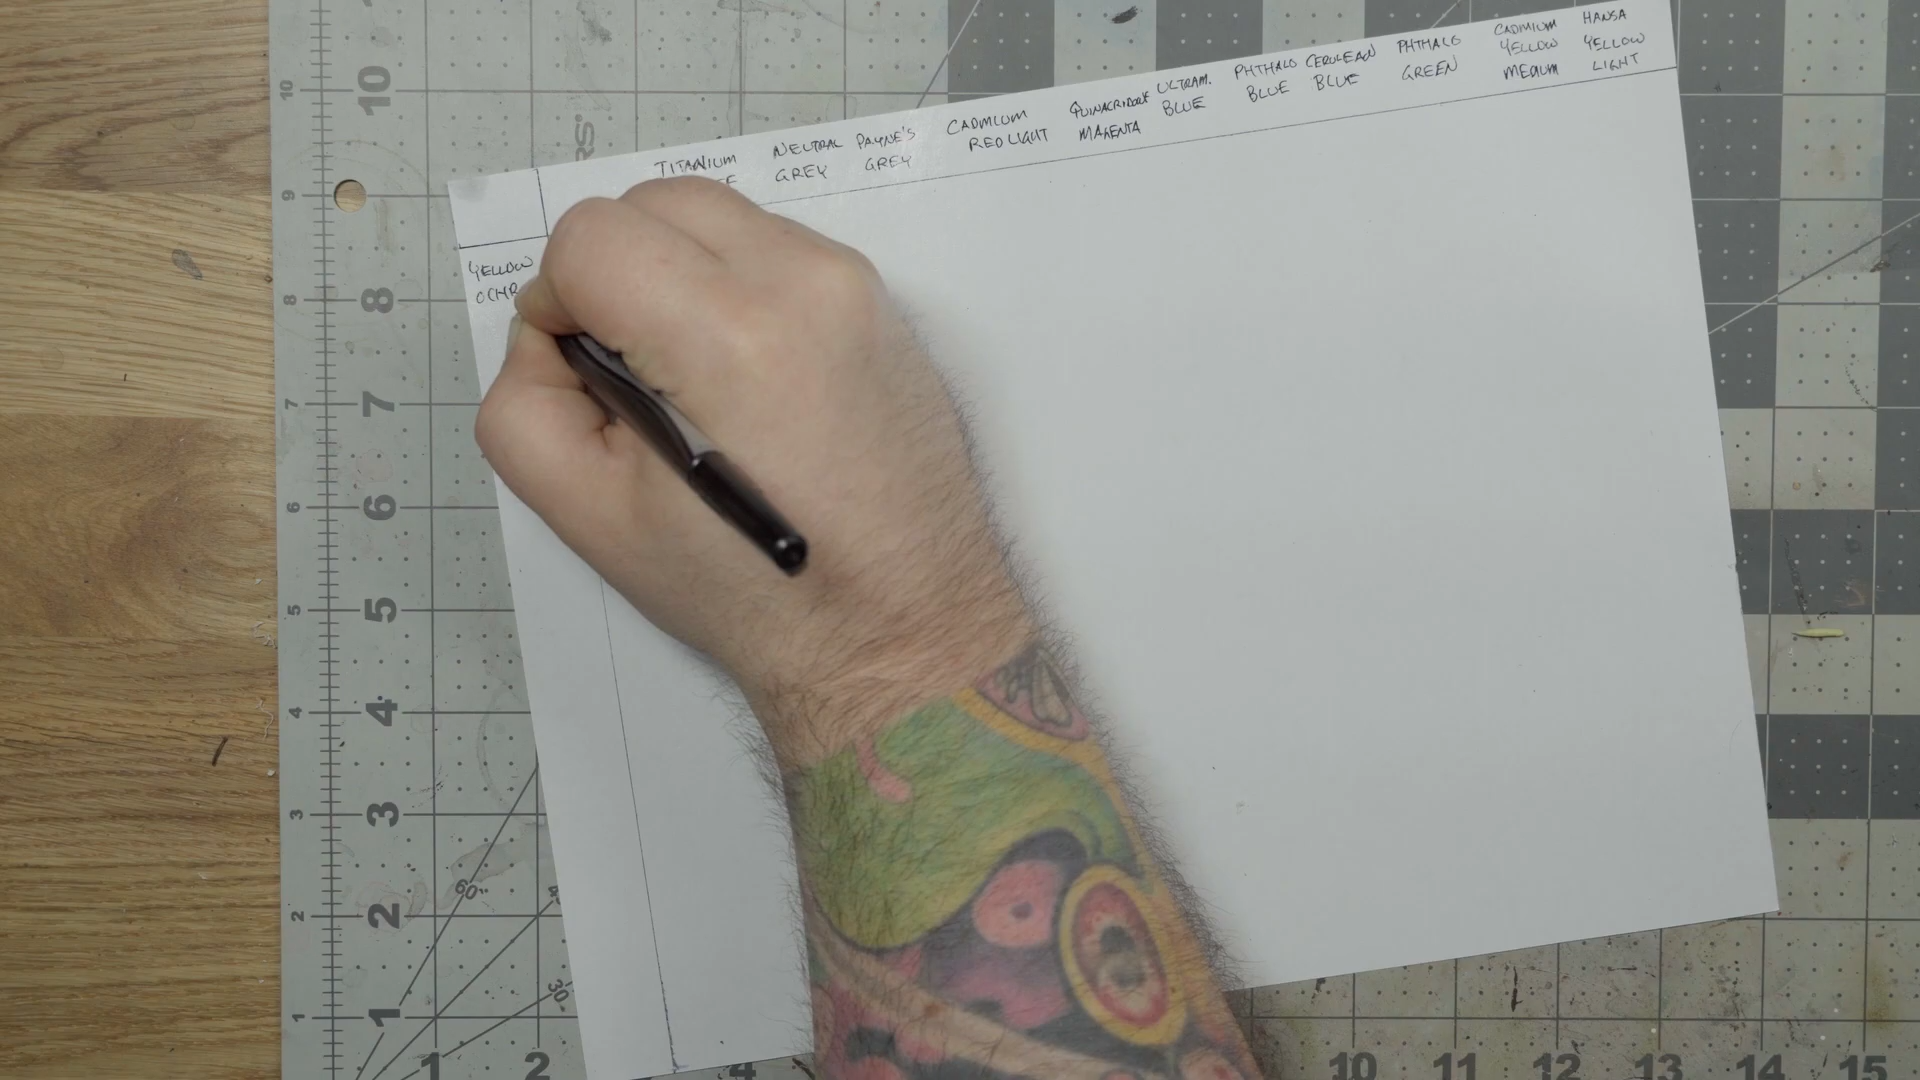 TITANIUM
NEUTRAL
GREY
PAYNE'S
GREY
CADMIUM
RED LIGHT
QUINACRIDONE
MAGENTA
ULTRAM.
BLUE
PHTHALO
BLUE
CERULEAN
BLUE
PHTHALO
GREEN
CADMIUM
YELLOW
MEDIUM
HANSA
YELLOW
LIGHT
YELLOW
OCHR
10 10
9
8 8
7 7
6 6
5 5
4 4
3 3
2 2
1 1
60°
30
1 2 4 10 11 12 13 14 15